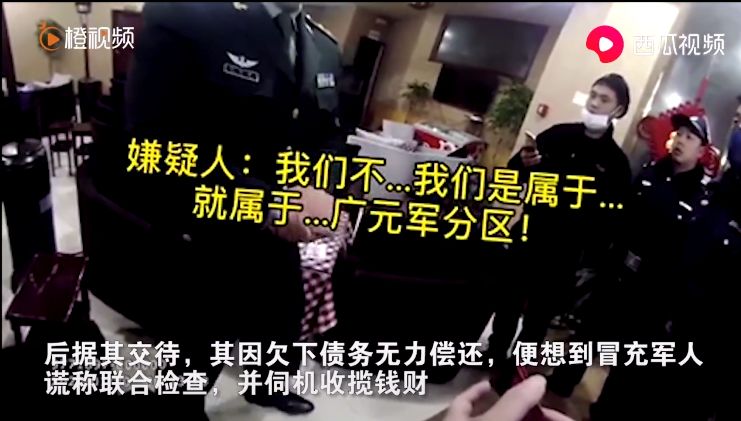 橙视频
西瓜视频
嫌疑人：我们不...我们是属于...
就属于...广元军分区！
后据其交待，其因欠下债务无力偿还，便想到冒充军人
谎称联合检查，并伺机收揽钱财